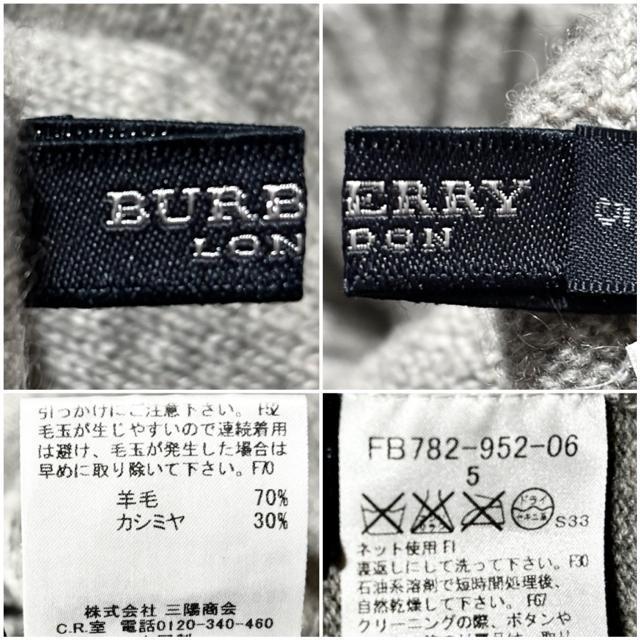 BURB
LON
ERRY
DON
引っかけにご注意下さい。 F52
毛玉が生じやすいので連続着用
は避け、毛玉が発生した場合は
早めに取り除いて下さい。F70
羊毛 70%
カシミヤ 30%
株式会社 三陽商会
C.R.室 電話0120-340-460
FB782-952-06
5
ドライ
S33
ネット使用 F1
裏返しにして洗って下さい。F30
石油系溶剤で短時間処理後、
自然乾燥して下さい。 F67
クリーニングの際、ボタンや